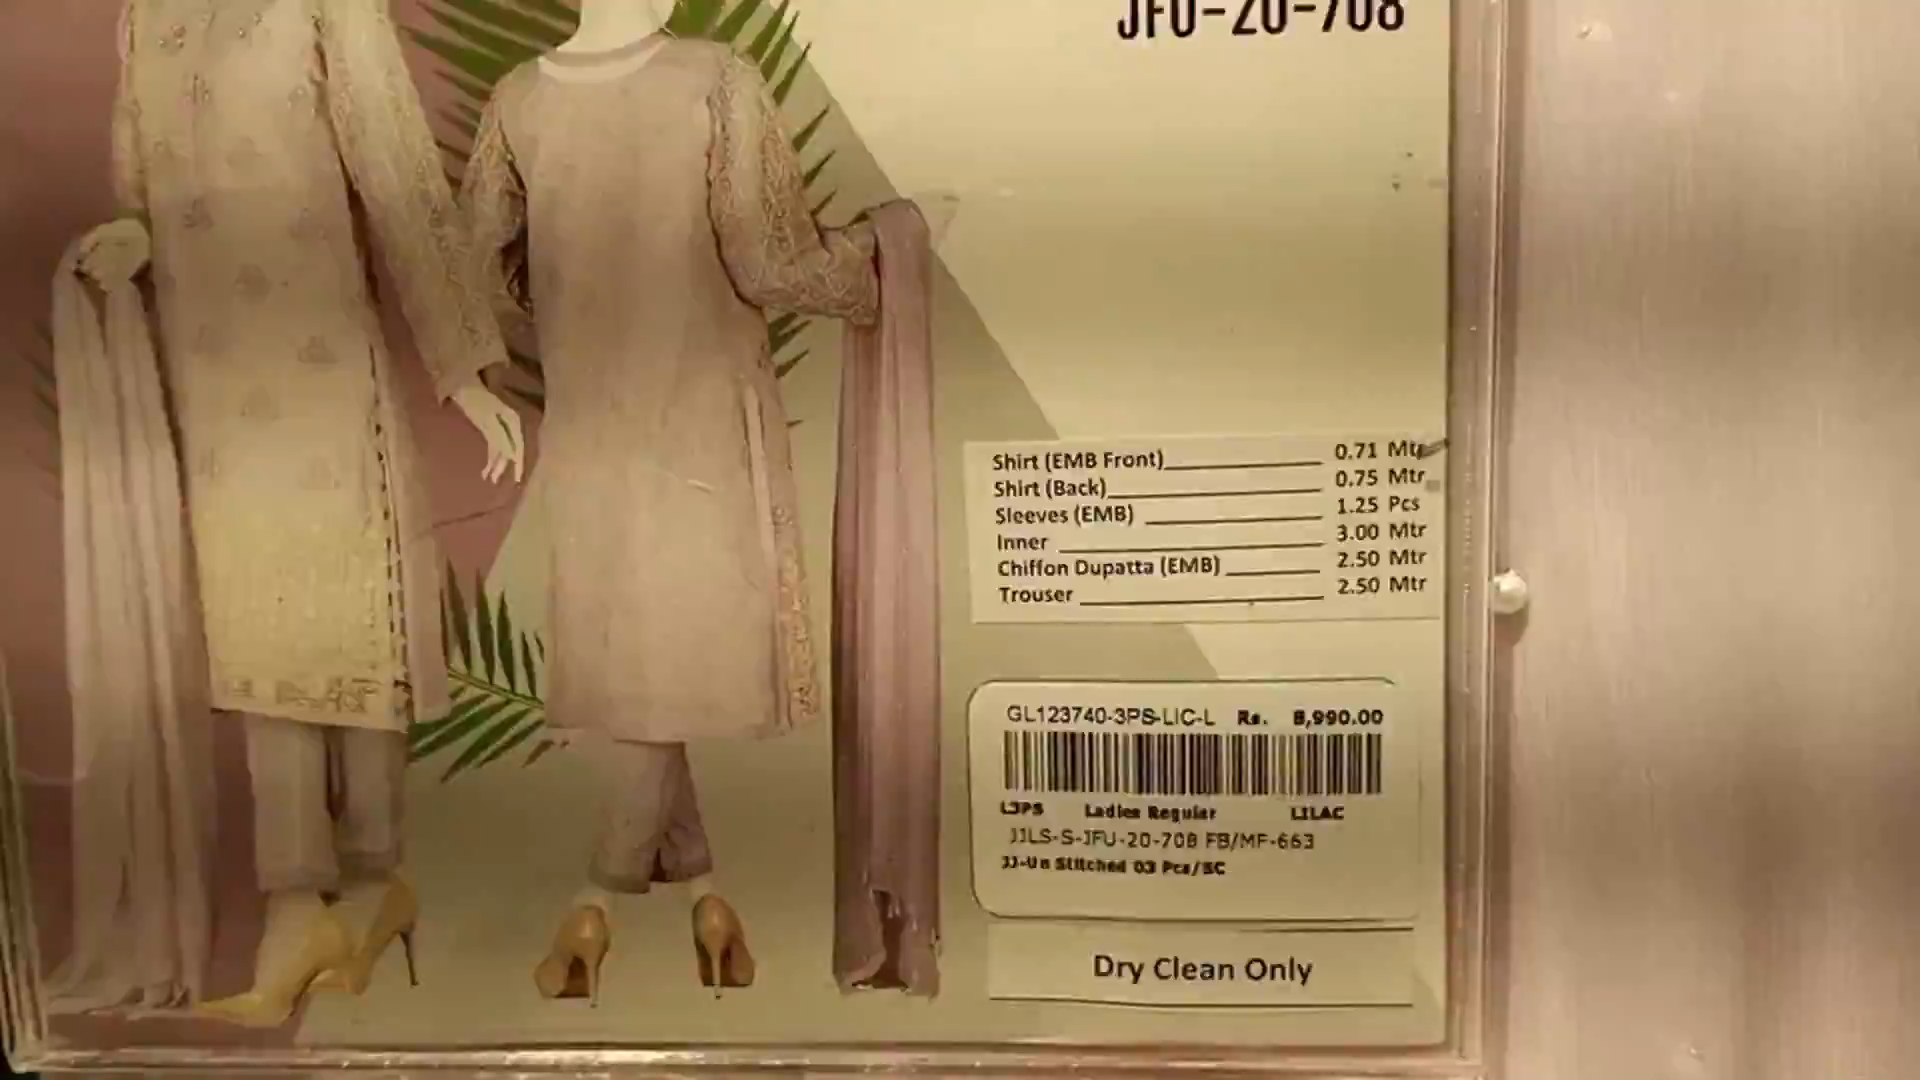 JFU-20-708
Shirt (EMB Front) 0.71 Mtr
Shirt (Back) 0.75 Mtr
Sleeves (EMB) 1.25 Pcs
Inner 3.00 Mtr
Chiffon Dupatta (EMB) 2.50 Mtr
Trouser 2.50 Mtr
GL123740-3PS-LIC-L Rs. 8,990.00
L3PS Ladies Regular LILAC
JJLS-S-JFU-20-708 FB/MF-663
JJ-Un Stitched 03 Pcs/SC
Dry Clean Only